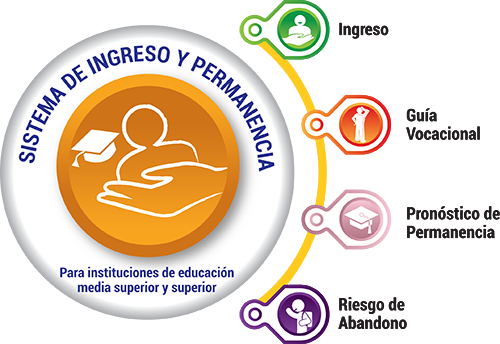 SISTEMA DE INGRESO Y PERMANENCIA
Para instituciones de educación
media superior y superior
Ingreso
Guía
Vocacional
Pronóstico de
Permanencia
Riesgo de
Abandono